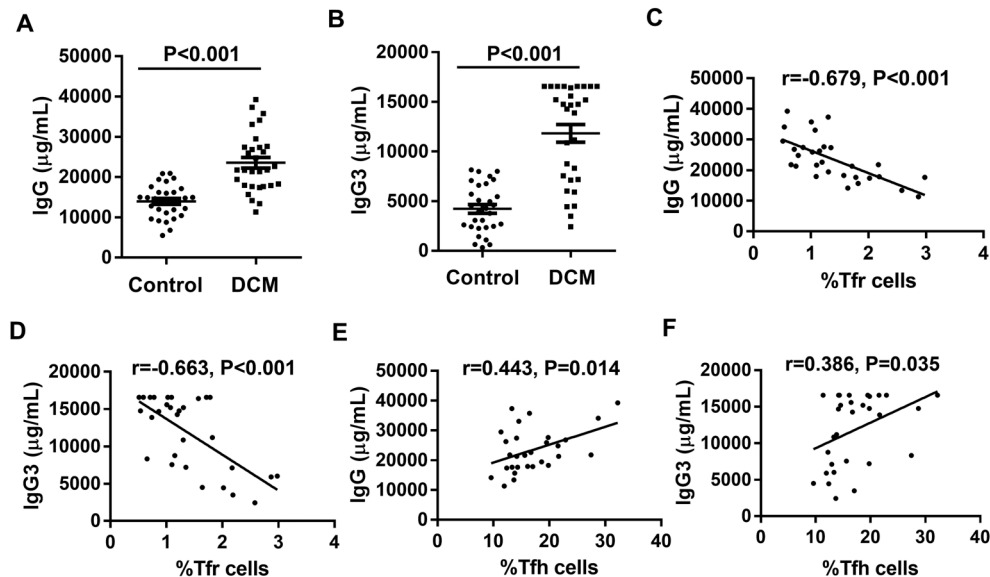 A
P<0.001
50000
40000
30000
20000
10000
0
IgG (μg/mL)
Control DCM
B
P<0.001
20000
15000
10000
5000
0
IgG3 (μg/mL)
Control DCM
C
r=-0.679, P<0.001
50000
40000
30000
20000
10000
0
IgG (μg/mL)
0 1 2 3 4
%Tfr cells
D
r=-0.663, P<0.001
20000
15000
10000
5000
0
IgG3 (μg/mL)
0 1 2 3 4
%Tfr cells
E
r=0.443, P=0.014
50000
40000
30000
20000
10000
0
IgG (μg/mL)
0 10 20 30 40
%Tfh cells
F
r=0.386, P=0.035
20000
15000
10000
5000
0
IgG3 (μg/mL)
0 10 20 30 40
%Tfh cells